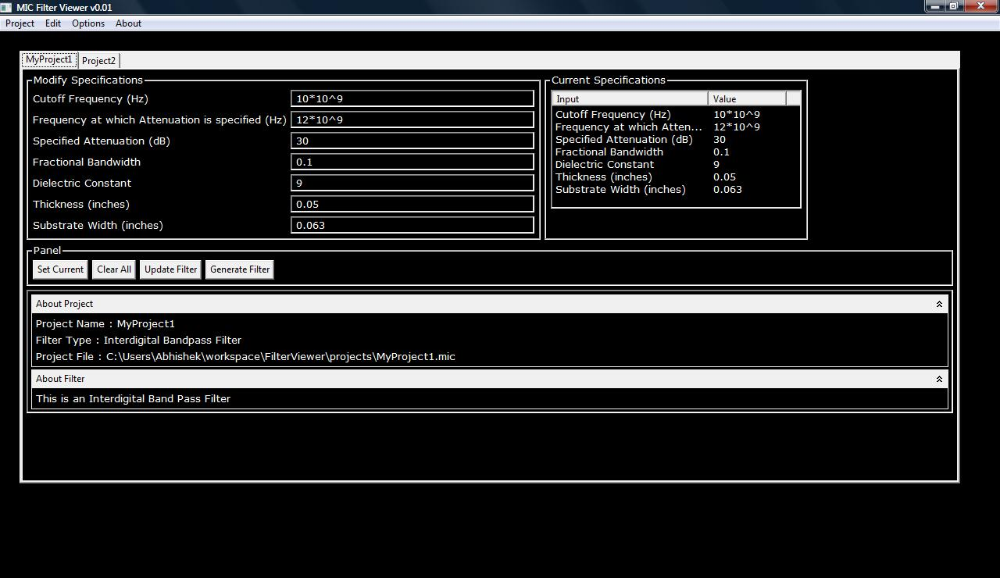 MIC Filter Viewer v0.01
Project Edit Options About
MyProject1 Project2
Modify Specifications
Cutoff Frequency (Hz) 10*10^9
Frequency at which Attenuation is specified (Hz) 12*10^9
Specified Attenuation (dB) 30
Fractional Bandwidth 0.1
Dielectric Constant 9
Thickness (inches) 0.05
Substrate Width (inches) 0.063
Current Specifications
Input Value
Cutoff Frequency (Hz) 10*10^9
Frequency at which Atten... 12*10^9
Specified Attenuation (dB) 30
Fractional Bandwidth 0.1
Dielectric Constant 9
Thickness (inches) 0.05
Substrate Width (inches) 0.063
Panel
Set Current Clear All Update Filter Generate Filter
About Project
Project Name : MyProject1
Filter Type : Interdigital Bandpass Filter
Project File : C:\Users\Abhishek\workspace\FilterViewer\projects\MyProject1.mic
About Filter
This is an Interdigital Band Pass Filter